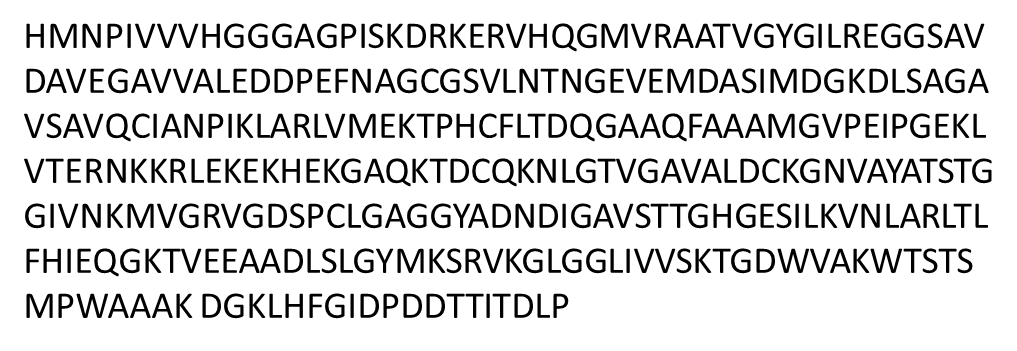 HMNPIVVVHGGGAGPISKDRKERVHQGMVRAATVGYGILREGGSAV
DAVEGAVVALEDDPEFNAGCGSVLNTNGEVEMDASIMDGKDLSAGA
VSAVQCIANPIKLARLVMEKTPHCFLTDQGAAQFAAAMGVPEIPGEKL
VTERNKKRLEKEKHEKGAQKTDCQKNLGTVGAVALDCKGNVAYATSTG
GIVNKMVGRVGDSPCLGAGGYADNDIGAVSTTGHGESILKVNLARLTL
FHIEQGKTVEEAADLSLGYMKSRVKGLGGLIVVSKTGDWVAKWTSTS
MPWAAAK DGKLHFGIDPDDTTITDLP